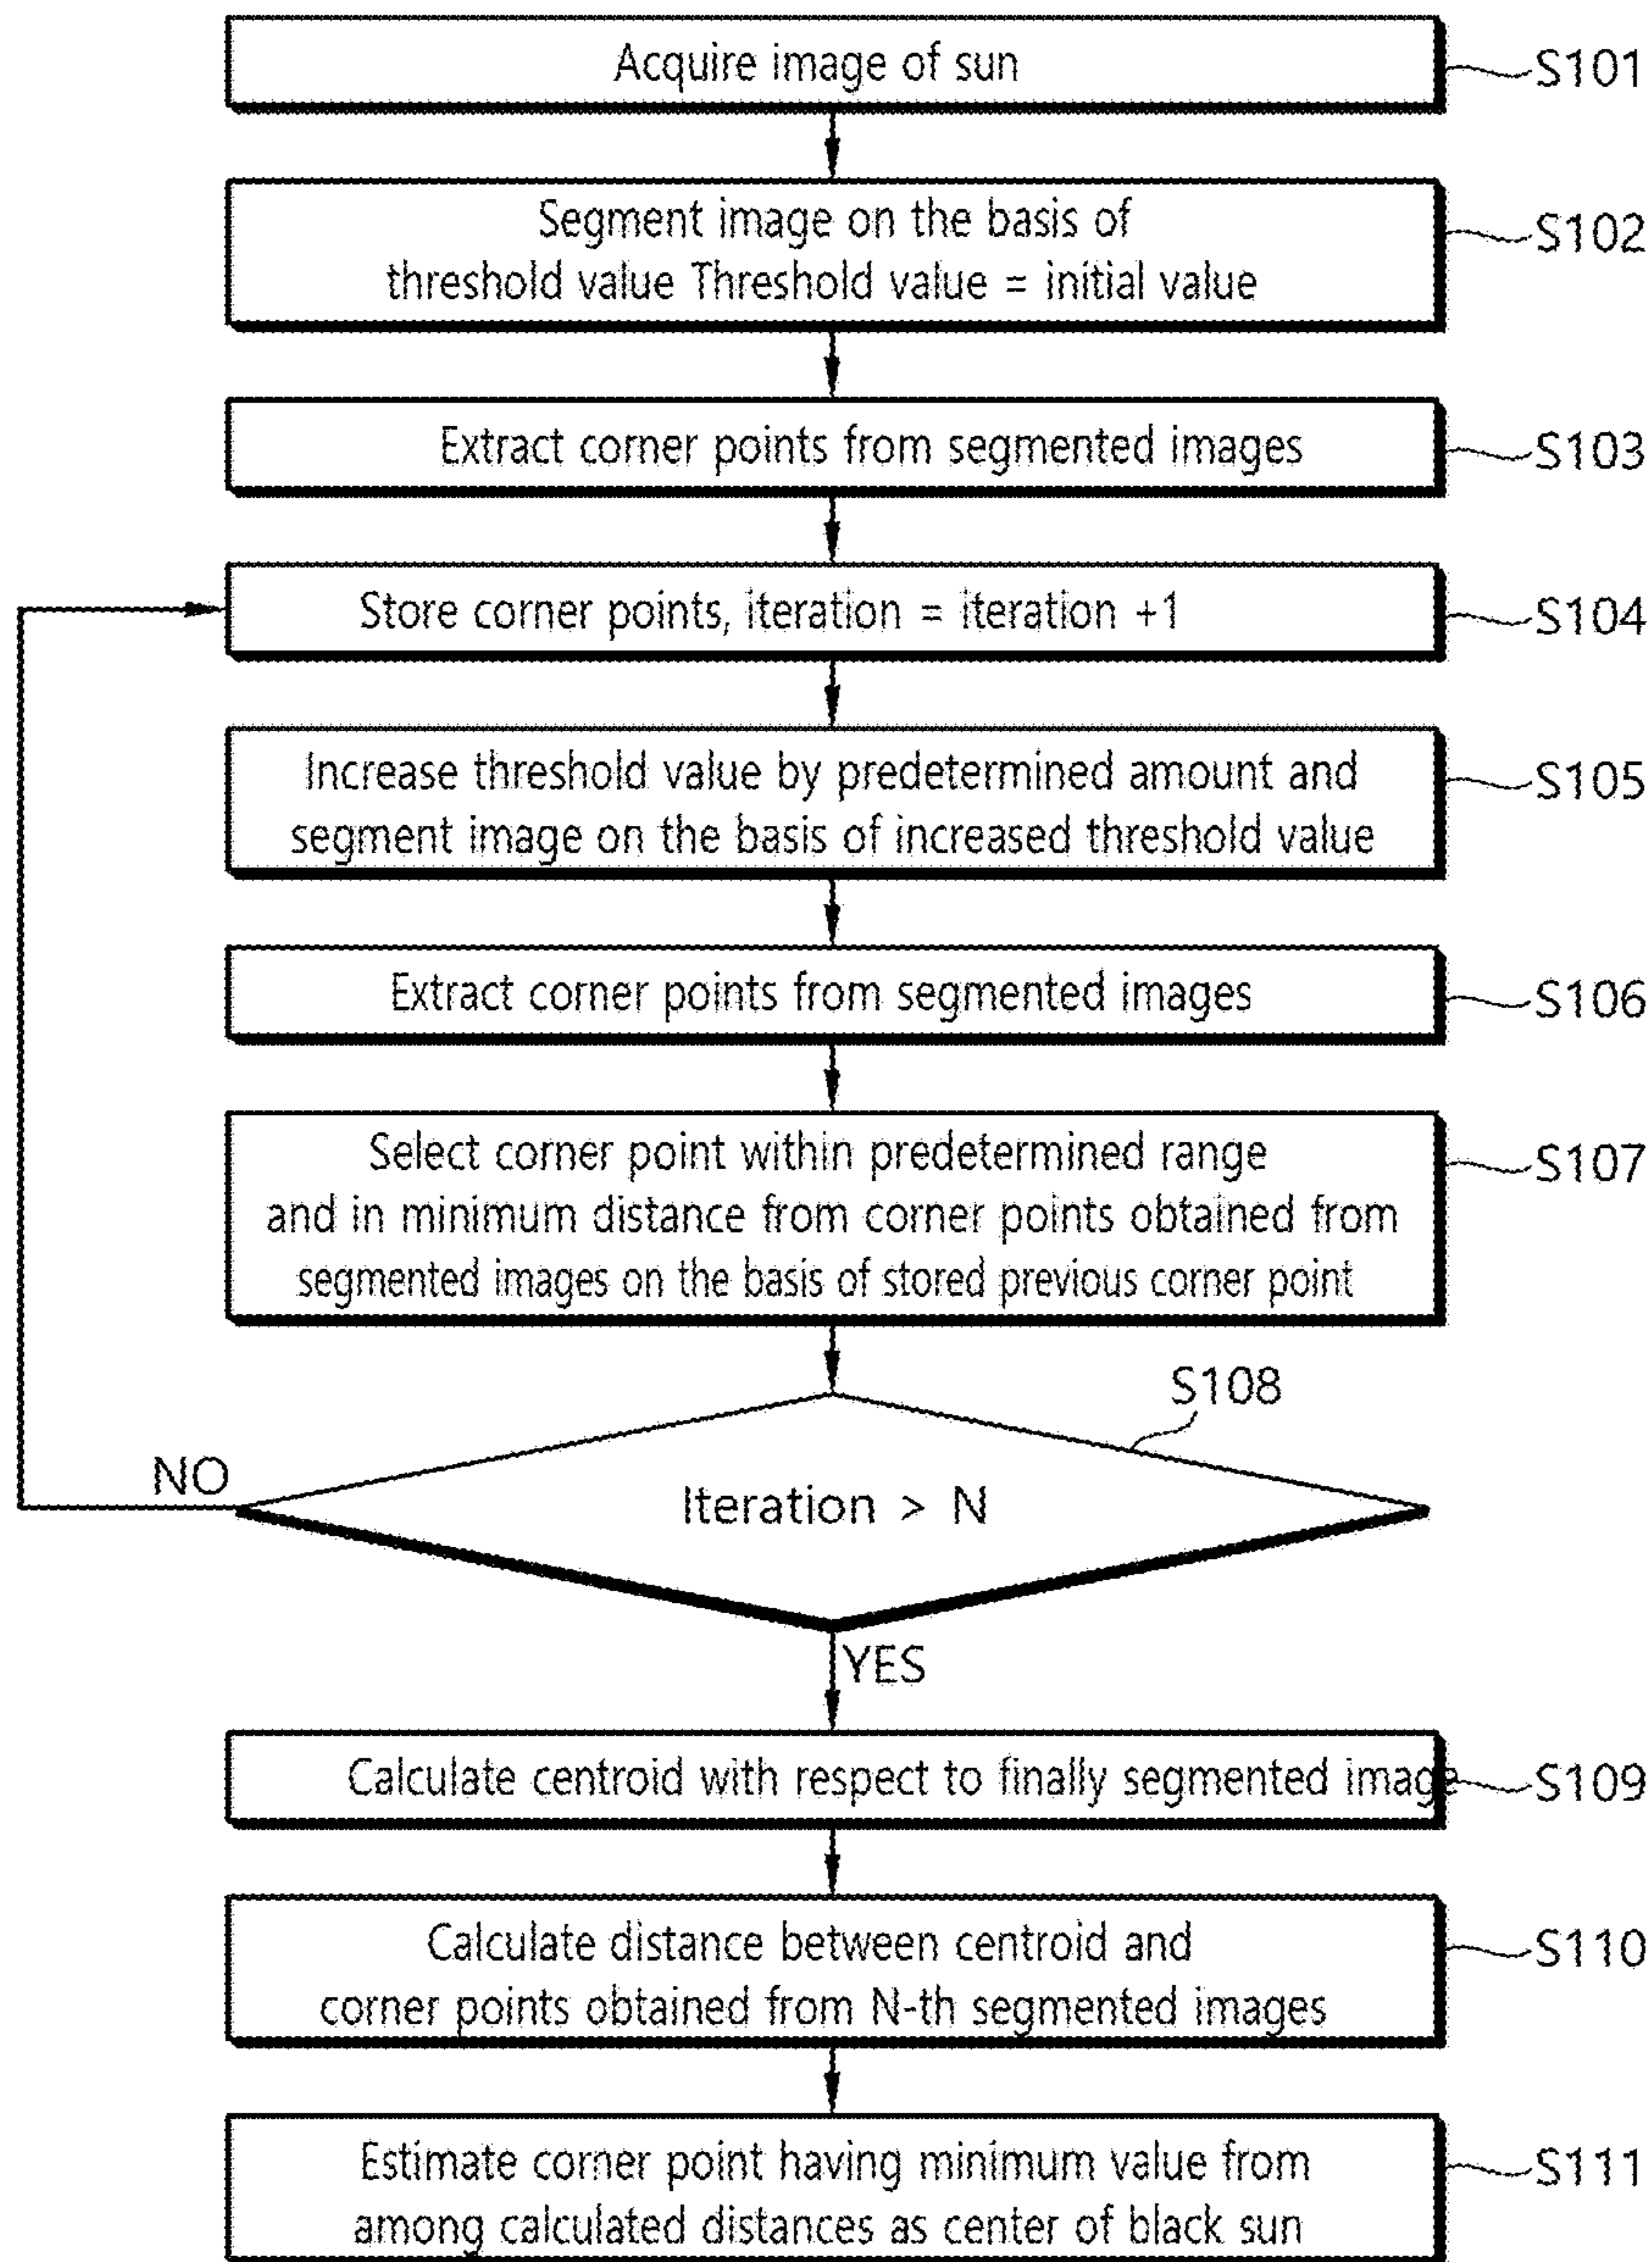 Acquire image of sun
S101
Segment image on the basis of
threshold value Threshold value = initial value
S102
Extract corner points from segmented images
S103
Store corner points, iteration = iteration +1
S104
Increase threshold value by predetermined amount and
segment image on the basis of increased threshold value
S105
Extract corner points from segmented images
S106
Select corner point within predetermined range
and in minimum distance from corner points obtained from
segmented images on the basis of stored previous corner point
S107
S108
NO
Iteration > N
YES
Calculate centroid with respect to finally segmented image
S109
Calculate distance between centroid and
corner points obtained from N-th segmented images
S110
Estimate corner point having minimum value from
among calculated distances as center of black sun
S111